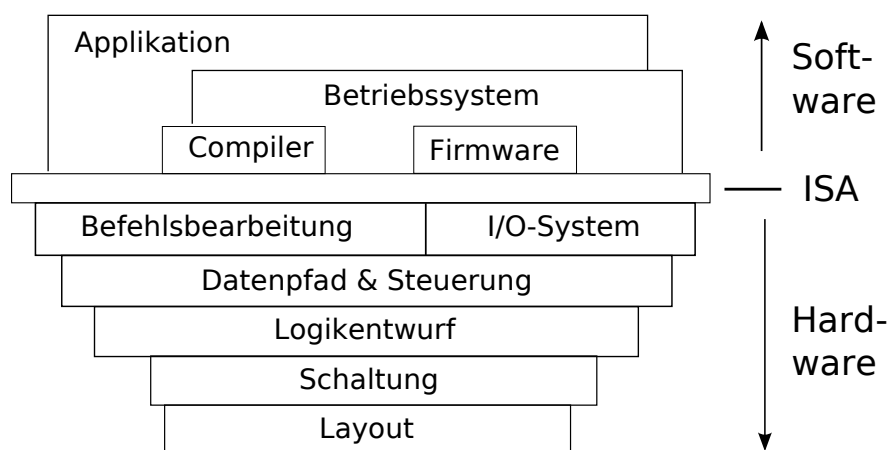 Applikation
Betriebssystem
Compiler
Firmware
Befehlsbearbeitung
I/O-System
Datenpfad & Steuerung
Logikentwurf
Schaltung
Layout
Soft-
ware
ISA
Hard-
ware